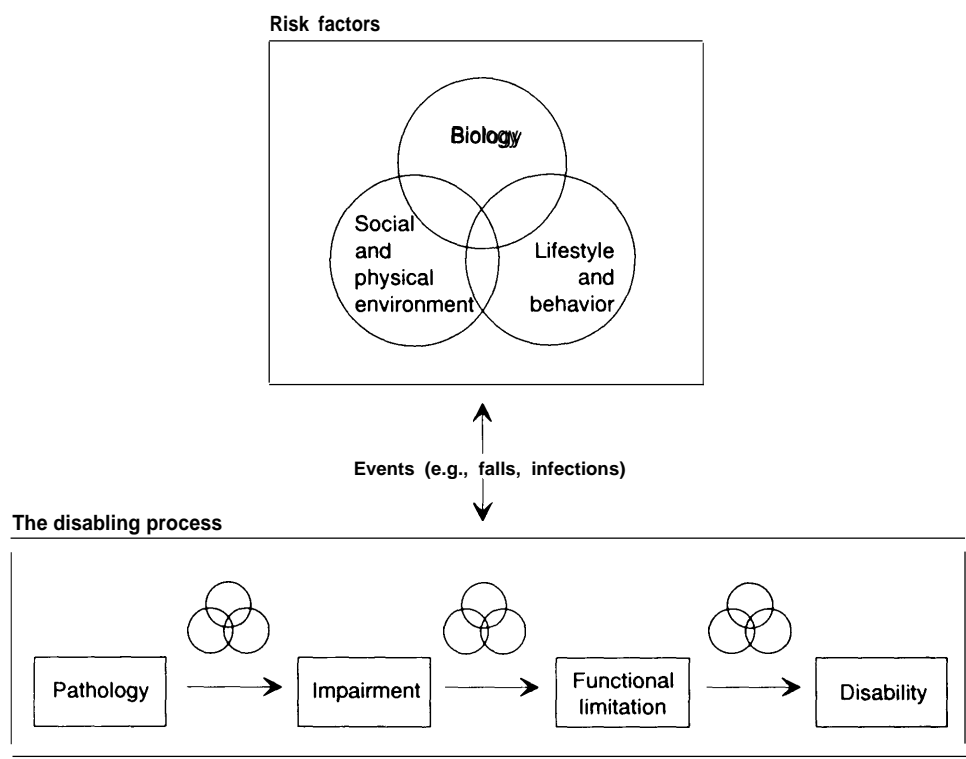 Risk factors
Biology
Social
and
physical
environment
Lifestyle
and
behavior
Events (e.g., falls, infections)
The disabling process
Pathology
Impairment
Functional
limitation
Disability